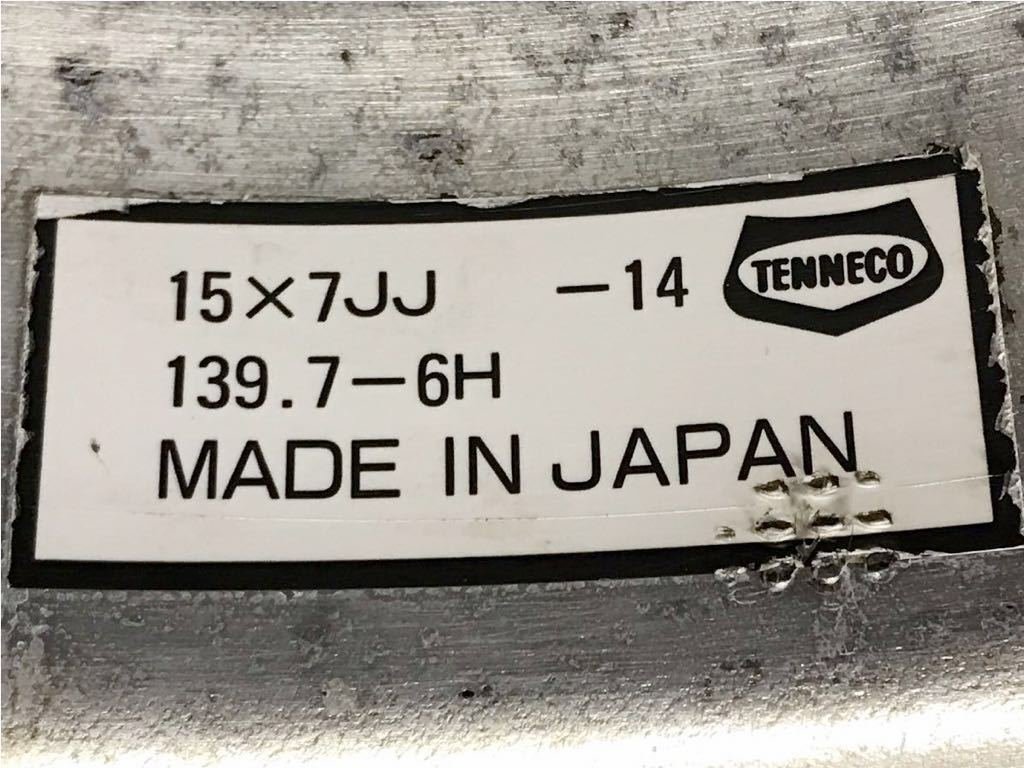 15×7JJ −14 TENNECO
139.7−6H
MADE IN JAPAN